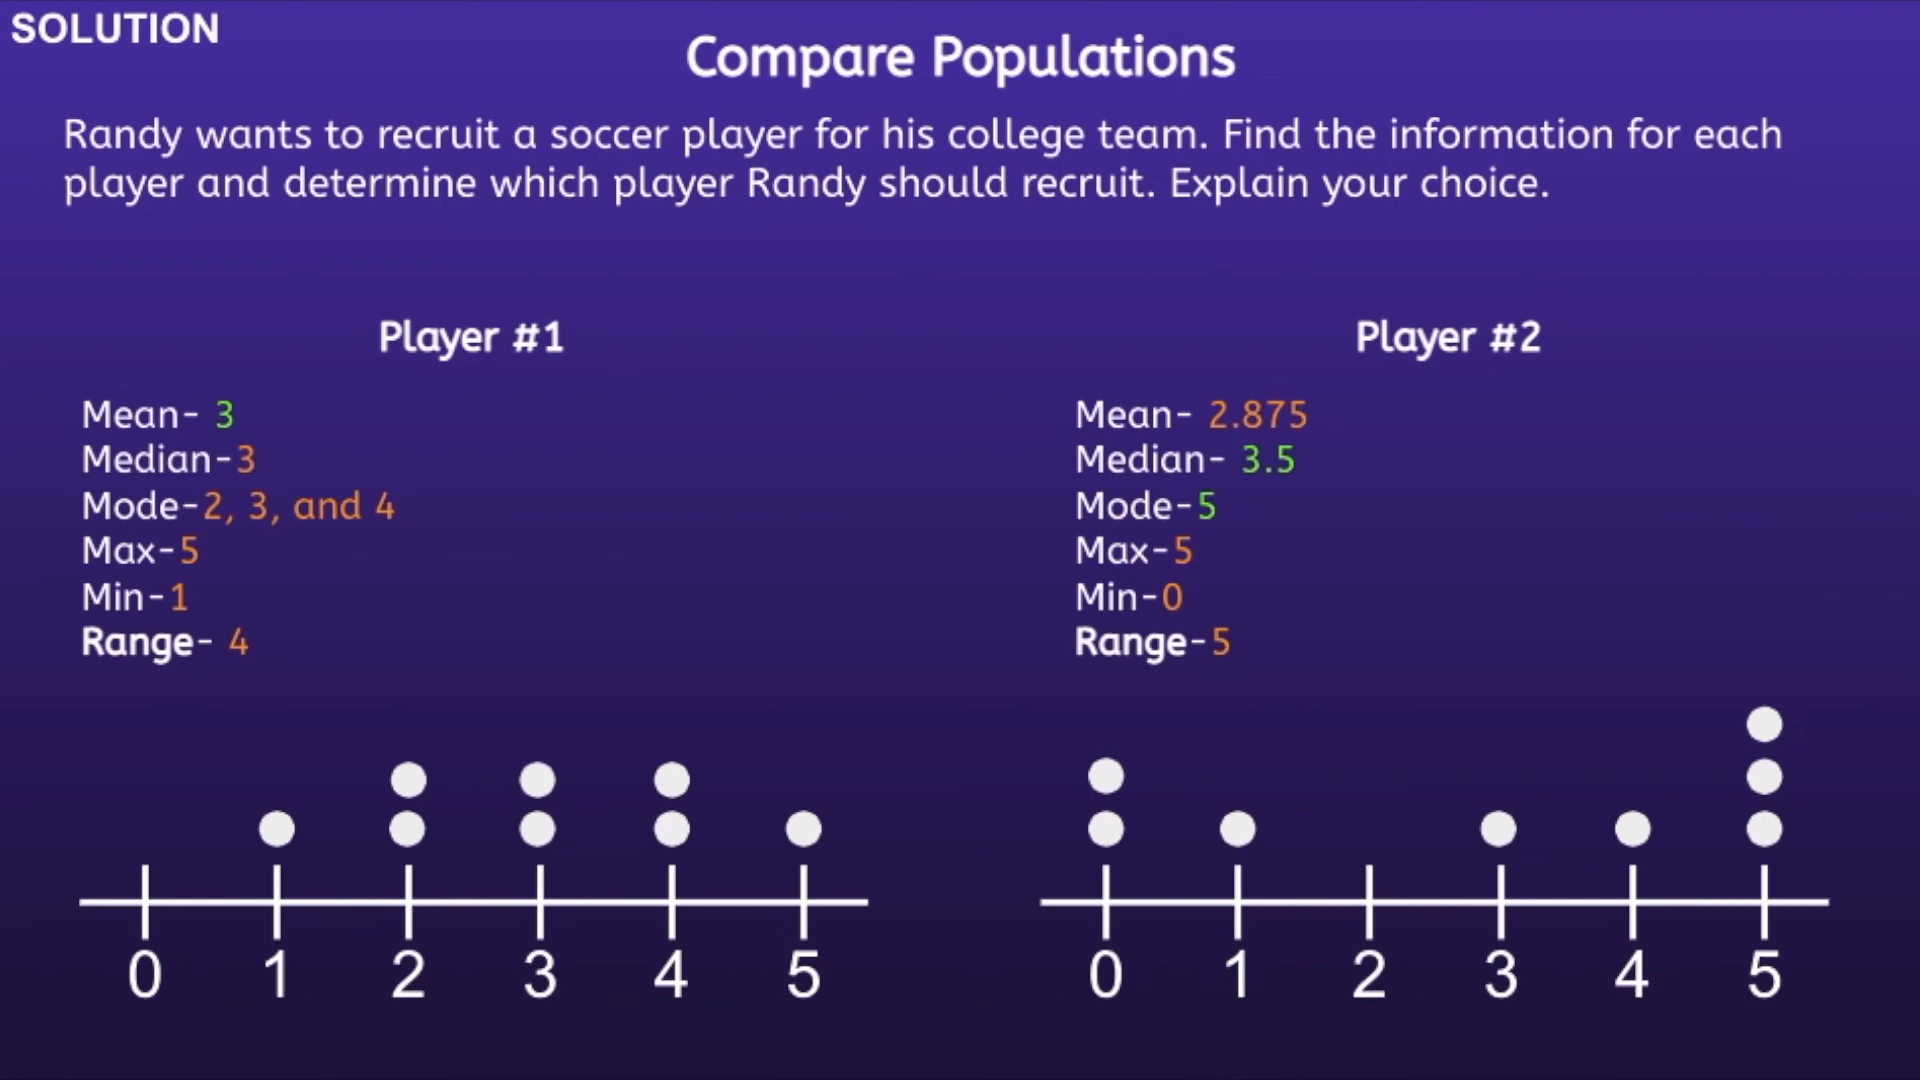 SOLUTION
Compare Populations
Randy wants to recruit a soccer player for his college team. Find the information for each
player and determine which player Randy should recruit. Explain your choice.
Player #1
Mean- 3
Median-3
Mode-2, 3, and 4
Max-5
Min-1
Range- 4
0 1 2 3 4 5
Player #2
Mean- 2.875
Median- 3.5
Mode-5
Max-5
Min-0
Range-5
0 1 2 3 4 5